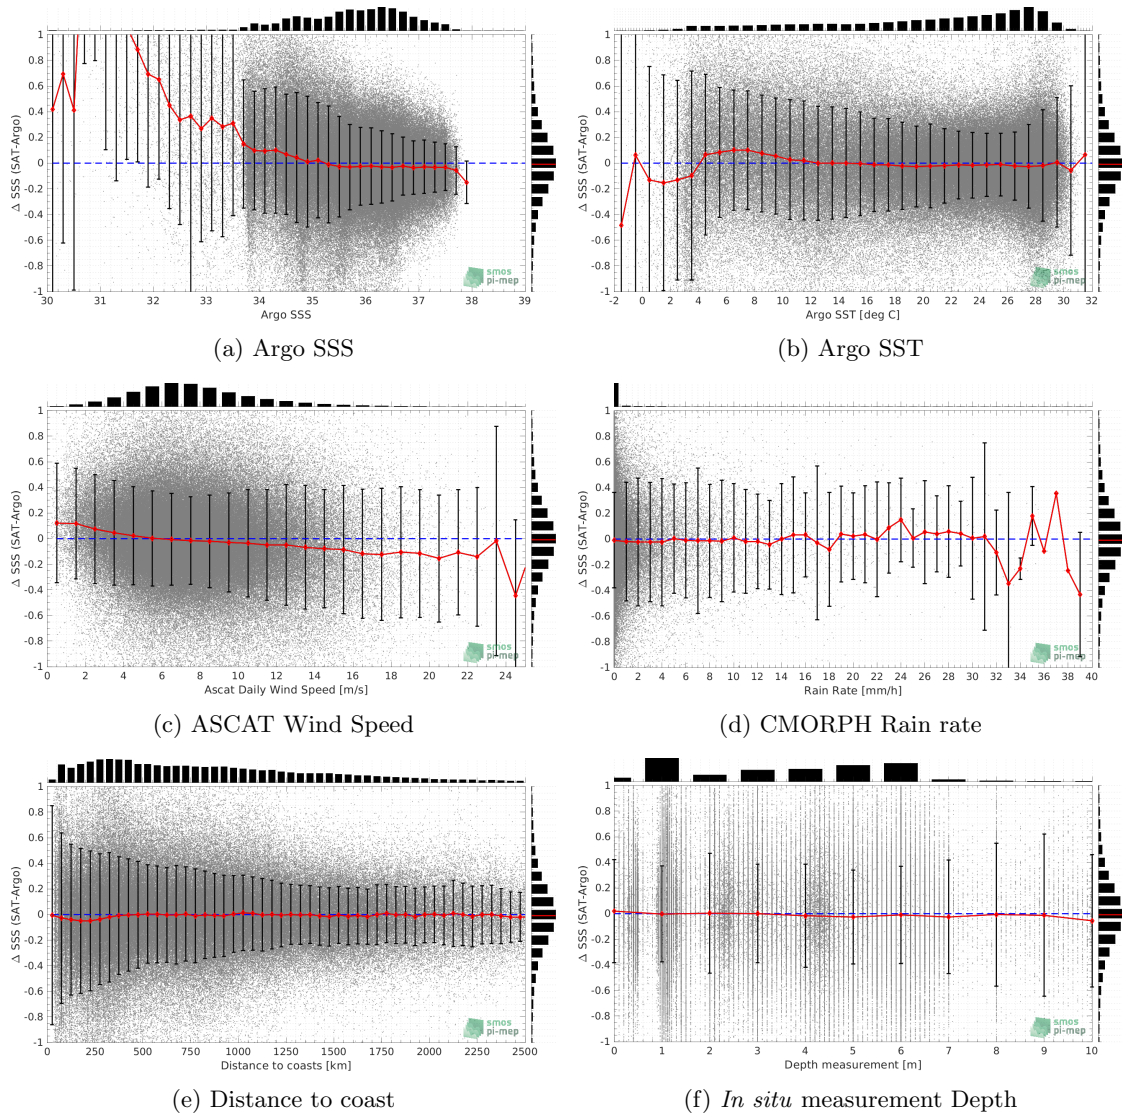 1
0.8
0.6
0.4
0.2
0
-0.2
-0.4
-0.6
-0.8
-1
Δ SSS (SAT-Argo)
30 31 32 33 34 35 36 37 38 39
Argo SSS
smos
pi-mep
(a) Argo SSS
1
0.8
0.6
0.4
0.2
0
-0.2
-0.4
-0.6
-0.8
-1
Δ SSS (SAT-Argo)
-2 0 2 4 6 8 10 12 14 16 18 20 22 24 26 28 30 32
Argo SST [deg C]
smos
pi-mep
(b) Argo SST
1
0.8
0.6
0.4
0.2
0
-0.2
-0.4
-0.6
-0.8
-1
Δ SSS (SAT-Argo)
0 2 4 6 8 10 12 14 16 18 20 22 24
Ascat Daily Wind Speed [m/s]
smos
pi-mep
(c) ASCAT Wind Speed
1
0.8
0.6
0.4
0.2
0
-0.2
-0.4
-0.6
-0.8
-1
Δ SSS (SAT-Argo)
0 2 4 6 8 10 12 14 16 18 20 22 24 26 28 30 32 34 36 38 40
Rain Rate [mm/h]
smos
pi-mep
(d) CMORPH Rain rate
1
0.8
0.6
0.4
0.2
0
-0.2
-0.4
-0.6
-0.8
-1
Δ SSS (SAT-Argo)
0 250 500 750 1000 1250 1500 1750 2000 2250 2500
Distance to coasts [km]
smos
pi-mep
(e) Distance to coast
1
0.8
0.6
0.4
0.2
0
-0.2
-0.4
-0.6
-0.8
-1
Δ SSS (SAT-Argo)
0 1 2 3 4 5 6 7 8 9 10
Depth measurement [m]
smos
pi-mep
(f) In situ measurement Depth